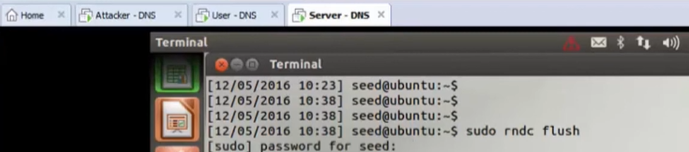 Home × Attacker - DNS × User - DNS × Server - DNS ×
Terminal
Terminal
[12/05/2016 10:23] seed@ubuntu:~$
[12/05/2016 10:38] seed@ubuntu:~$
[12/05/2016 10:38] seed@ubuntu:~$
[12/05/2016 10:38] seed@ubuntu:~$ sudo rndc flush
[sudo] password for seed: